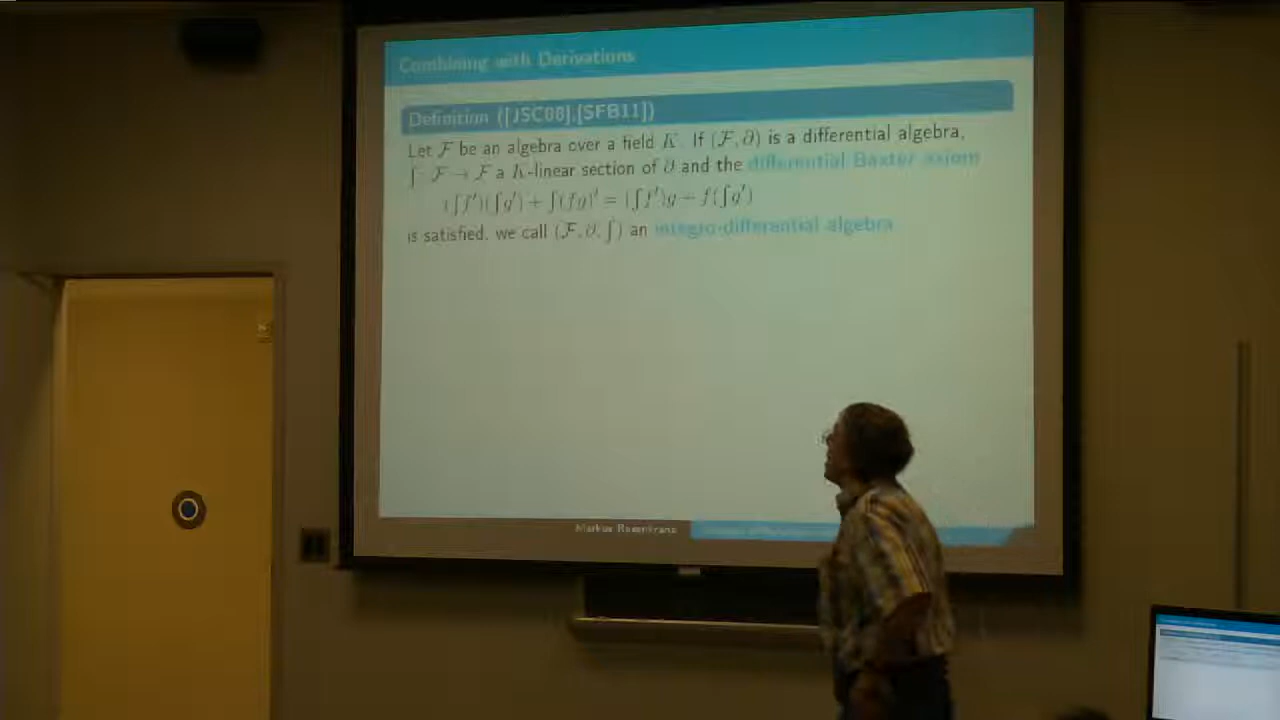 Combining with Derivations
Definition ([JSC08],[SFB11])
Let F be an algebra over a field K. If (F, ∂) is a differential algebra,
∫: F → F a K-linear section of ∂ and the differential Baxter axiom
(∫f′)(∫g′) + ∫(fg)′ = (∫f′)g + f(∫g′)
is satisfied, we call (F, ∂, ∫) an integro-differential algebra
Markus Rosenkranz